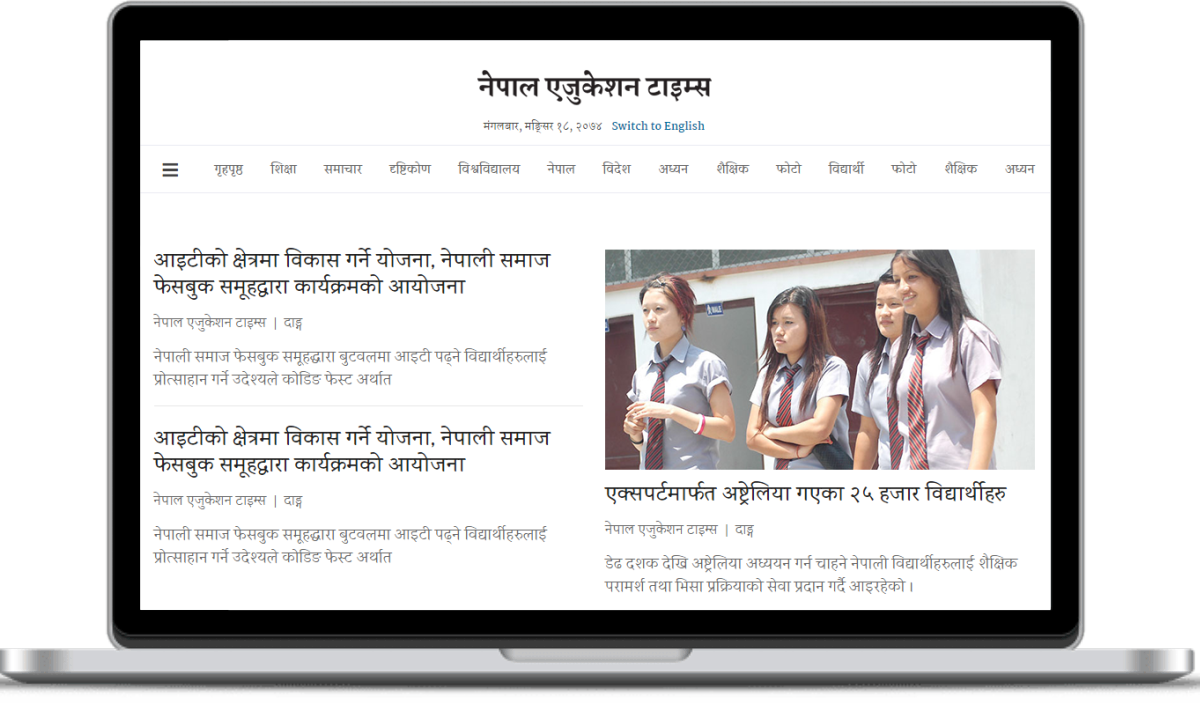 नेपाल एजुकेशन टाइम्स
मंगलबार, मङ्सिर १८, २०७४ Switch to English
गृहपृष्ठ शिक्षा समाचार दृष्टिकोण विश्वविद्यालय नेपाल विदेश अध्यन शैक्षिक फोटो विद्यार्थी फोटो शैक्षिक अध्यन
आइटीको क्षेत्रमा विकास गर्ने योजना, नेपाली समाज
फेसबुक समूहद्वारा कार्यक्रमको आयोजना
नेपाल एजुकेशन टाइम्स | दाङ्ग
नेपाली समाज फेसबुक समूहद्धारा बुटवलमा आइटी पढ्ने विद्यार्थीहरुलाई
प्रोत्साहान गर्ने उदेश्यले कोडिङ फेस्ट अर्थात
आइटीको क्षेत्रमा विकास गर्ने योजना, नेपाली समाज
फेसबुक समूहद्वारा कार्यक्रमको आयोजना
नेपाल एजुकेशन टाइम्स | दाङ्ग
नेपाली समाज फेसबुक समूहद्धारा बुटवलमा आइटी पढ्ने विद्यार्थीहरुलाई
प्रोत्साहान गर्ने उदेश्यले कोडिङ फेस्ट अर्थात
एक्सपर्टमार्फत अष्ट्रेलिया गएका २५ हजार विद्यार्थीहरु
नेपाल एजुकेशन टाइम्स | दाङ्ग
डेढ दशक देखि अष्ट्रेलिया अध्ययन गर्न चाहने नेपाली विद्यार्थीहरुलाई शैक्षिक
परामर्श तथा भिसा प्रक्रियाको सेवा प्रदान गर्दै आइरहेको ।